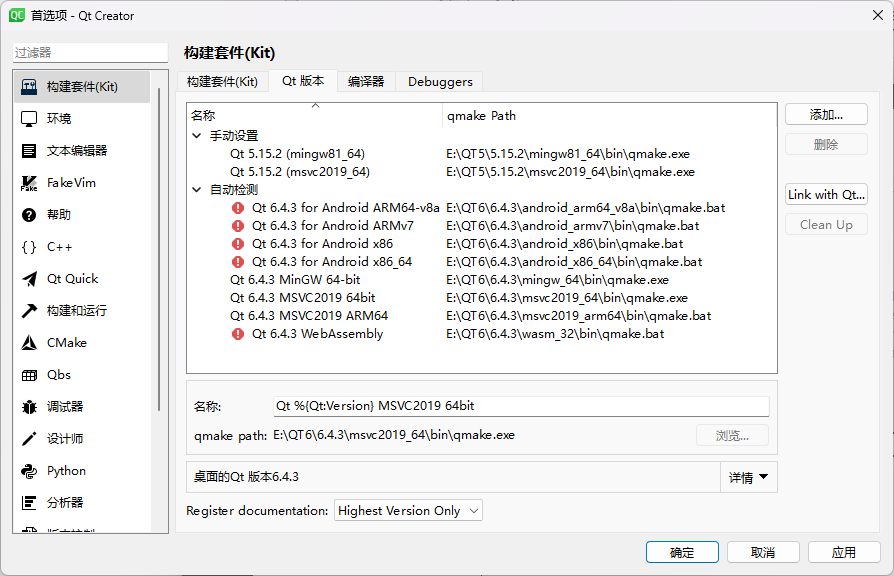 首选项 - Qt Creator
过滤器
构建套件(Kit)
环境
文本编辑器
FakeVim
帮助
C++
Qt Quick
构建和运行
CMake
Qbs
调试器
设计师
Python
分析器
版本控制
构建套件(Kit)
构建套件(Kit) Qt 版本 编译器 Debuggers
名称 qmake Path
手动设置
Qt 5.15.2 (mingw81_64) E:\QT5\5.15.2\mingw81_64\bin\qmake.exe
Qt 5.15.2 (msvc2019_64) E:\QT5\5.15.2\msvc2019_64\bin\qmake.exe
自动检测
Qt 6.4.3 for Android ARM64-v8a E:\QT6\6.4.3\android_arm64_v8a\bin\qmake.bat
Qt 6.4.3 for Android ARMv7 E:\QT6\6.4.3\android_armv7\bin\qmake.bat
Qt 6.4.3 for Android x86 E:\QT6\6.4.3\android_x86\bin\qmake.bat
Qt 6.4.3 for Android x86_64 E:\QT6\6.4.3\android_x86_64\bin\qmake.bat
Qt 6.4.3 MinGW 64-bit E:\QT6\6.4.3\mingw_64\bin\qmake.exe
Qt 6.4.3 MSVC2019 64bit E:\QT6\6.4.3\msvc2019_64\bin\qmake.exe
Qt 6.4.3 MSVC2019 ARM64 E:\QT6\6.4.3\msvc2019_arm64\bin\qmake.bat
Qt 6.4.3 WebAssembly E:\QT6\6.4.3\wasm_32\bin\qmake.bat
添加...
删除
Link with Qt...
Clean Up
名称: Qt %{Qt:Version} MSVC2019 64bit
qmake path: E:\QT6\6.4.3\msvc2019_64\bin\qmake.exe 浏览...
桌面的Qt 版本6.4.3 详情
Register documentation: Highest Version Only
确定 取消 应用